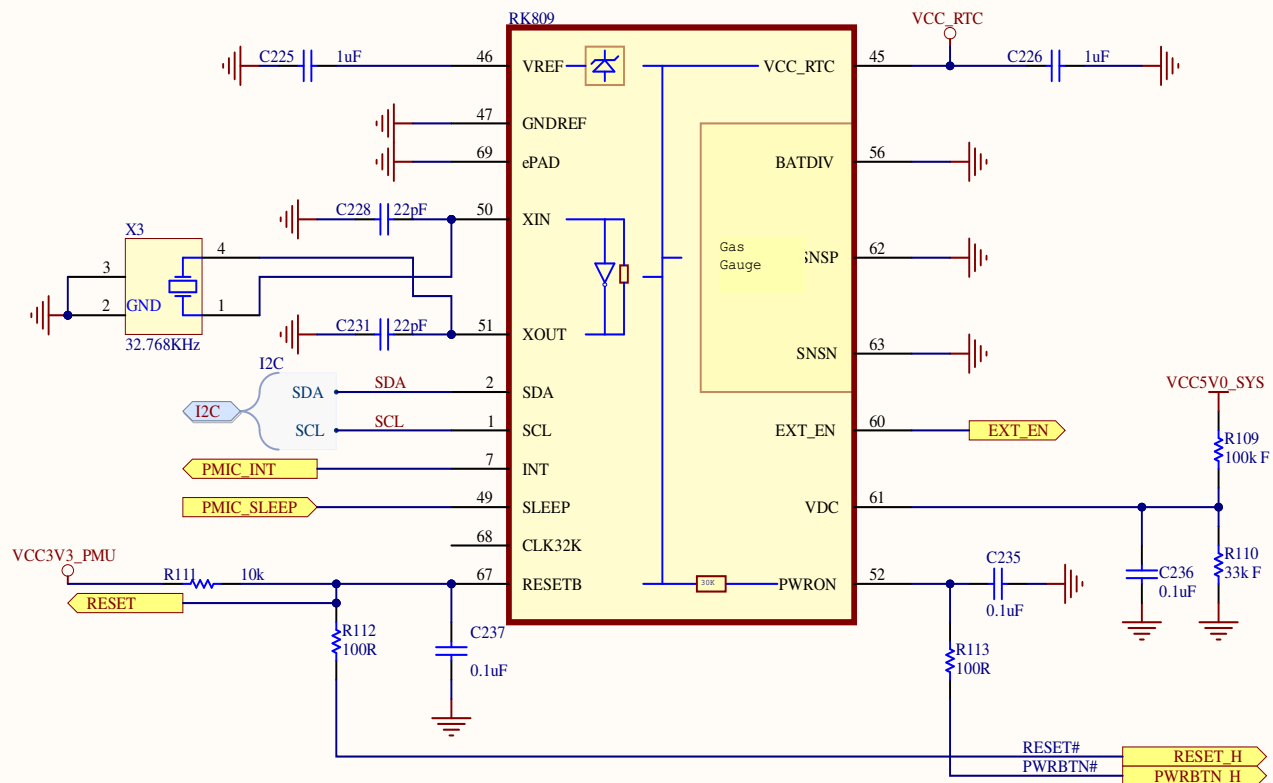 RK809
VCC_RTC
C225 1uF 46 VREF VCC_RTC 45 C226 1uF
47 GNDREF
69 ePAD BATDIV 56
C228 22pF 50 XIN
X3
4
3
GND
2 1
32.768KHz
Gas
Gauge
SNSP 62
C231 22pF 51 XOUT
SNSN 63
I2C
I2C
SDA SDA 2 SDA
SCL SCL 1 SCL EXT_EN 60 EXT_EN
VCC5V0_SYS
R109
100k F
PMIC_INT 7 INT
PMIC_SLEEP 49 SLEEP VDC 61
68 CLK32K
VCC3V3_PMU
R111 10k 67 RESETB 30K PWRON 52
C235
0.1uF
C236
0.1uF
R110
33k F
RESET
R112
100R
C237
0.1uF
R113
100R
RESET# RESET_H
PWRBTN# PWRBTN_H